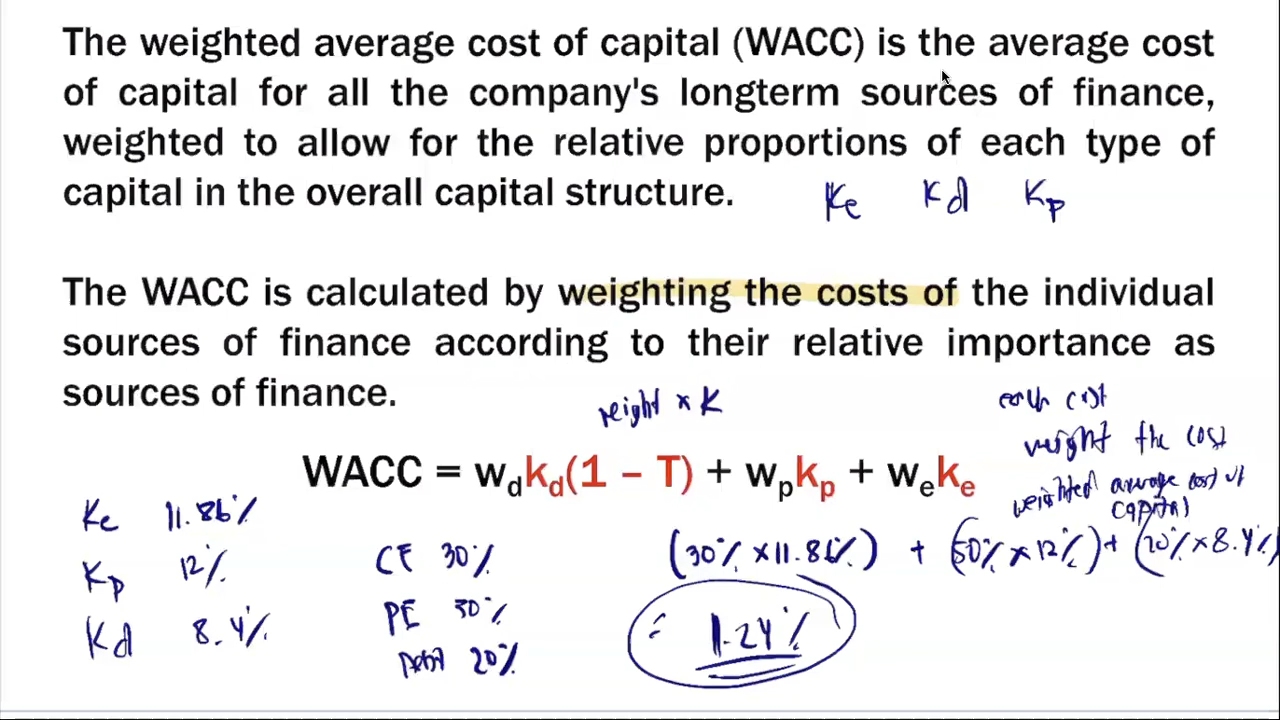 The weighted average cost of capital (WACC) is the average cost
of capital for all the company's longterm sources of finance,
weighted to allow for the relative proportions of each type of
capital in the overall capital structure.
Ke Kd Kp
The WACC is calculated by weighting the costs of the individual
sources of finance according to their relative importance as
sources of finance.
weight × K
each cost
weight the cost
WACC = wdkd(1 – T) + wpkp + weke
weighted average cost of
capital
Ke 11.86%
Kp 12%
Kd 8.4%
CE 30%
PE 50%
Debt 20%
(30% × 11.86%) + (50% × 12%) + (20% × 8.4%)
= 11.24%